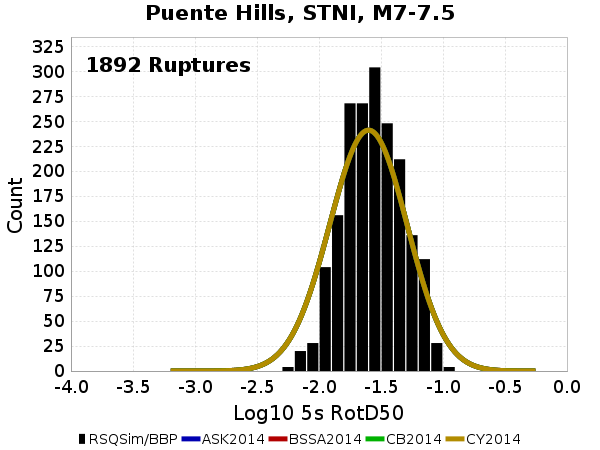 Puente Hills, STNI, M7-7.5
1892 Ruptures
Count
325
300
275
250
225
200
175
150
125
100
75
50
25
0
-4.0 -3.5 -3.0 -2.5 -2.0 -1.5 -1.0 -0.5 0.0
Log10 5s RotD50
RSQSim/BBP ASK2014 BSSA2014 CB2014 CY2014